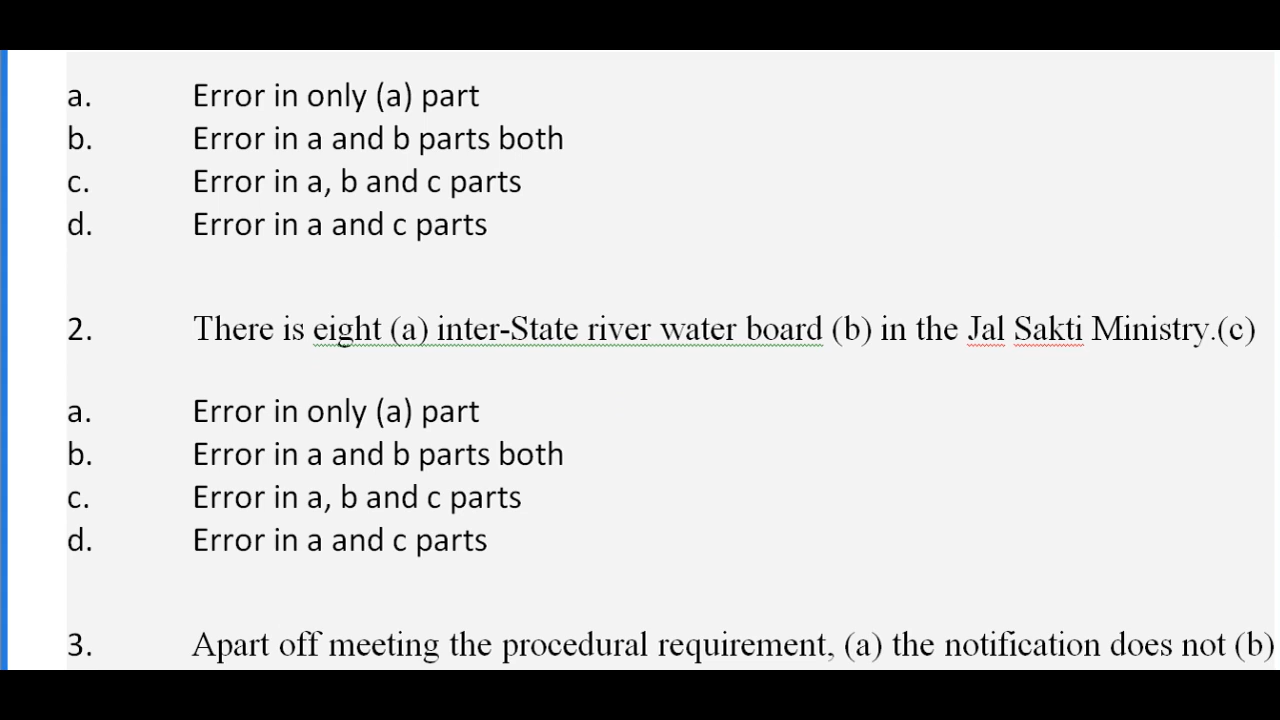 a. Error in only (a) part
b. Error in a and b parts both
c. Error in a, b and c parts
d. Error in a and c parts
2. There is eight (a) inter-State river water board (b) in the Jal Sakti Ministry.(c)
a. Error in only (a) part
b. Error in a and b parts both
c. Error in a, b and c parts
d. Error in a and c parts
3. Apart off meeting the procedural requirement, (a) the notification does not (b)